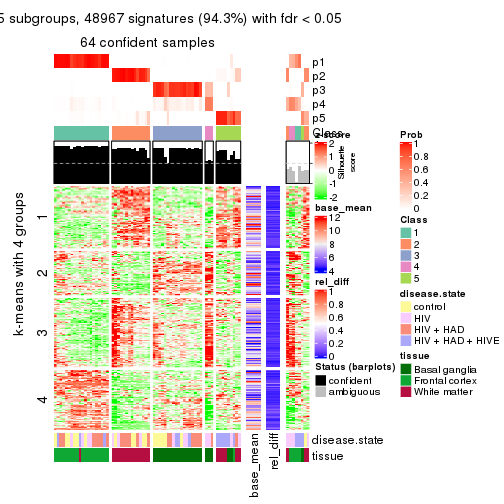 5 subgroups, 48967 signatures (94.3%) with fdr < 0.05
64 confident samples
p1
p2
p3
p4
p5
Class
k-means with 4 groups
1
2
3
4
z-score
2
1
0
-1
-2
Silhouette
score
base_mean
12
10
8
6
4
rel_diff
1
0.8
0.6
0.4
0.2
0
Status (barplots)
confident
ambiguous
Prob
1
0.8
0.6
0.4
0.2
0
Class
1
2
3
4
5
disease.state
control
HIV
HIV + HAD
HIV + HAD + HIVE
tissue
Basal ganglia
Frontal cortex
White matter
disease.state
tissue
base_mean
rel_diff